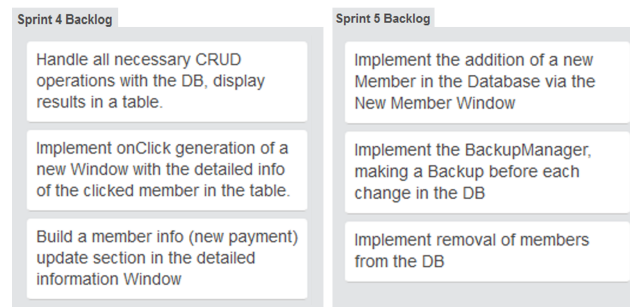 Sprint 4 Backlog
Handle all necessary CRUD
operations with the DB, display
results in a table.
Implement onClick generation of a
new Window with the detailed info
of the clicked member in the table.
Build a member info (new payment)
update section in the detailed
information Window
Sprint 5 Backlog
Implement the addition of a new
Member in the Database via the
New Member Window
Implement the BackupManager,
making a Backup before each
change in the DB
Implement removal of members
from the DB